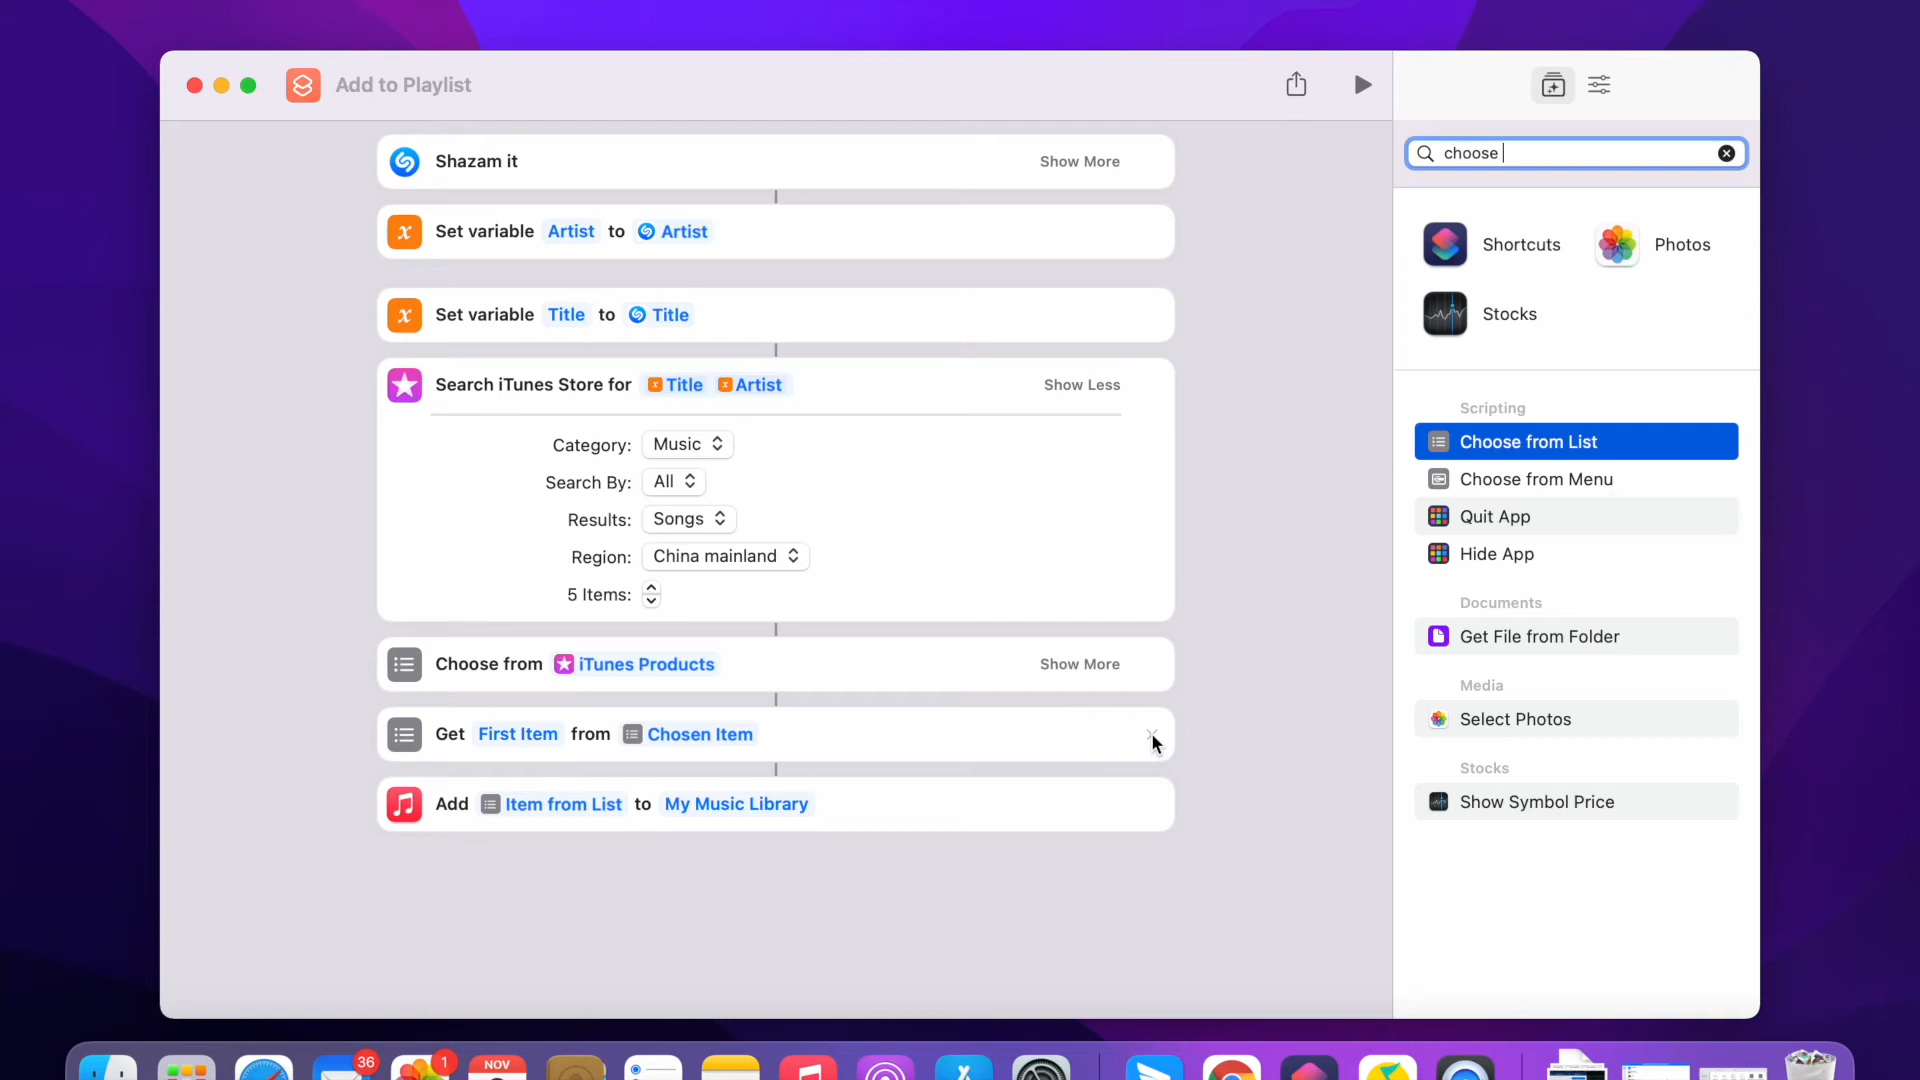 Add to Playlist
Shazam it
Show More
Set variable Artist to Artist
Set variable Title to Title
Search iTunes Store for Title Artist
Show Less
Category: Music
Search By: All
Results: Songs
Region: China mainland
5 Items:
Choose from iTunes Products
Show More
Get First Item from Chosen Item
Add Item from List to My Music Library
choose
Shortcuts
Photos
Stocks
Scripting
Choose from List
Choose from Menu
Quit App
Hide App
Documents
Get File from Folder
Media
Select Photos
Stocks
Show Symbol Price
36
1
NOV